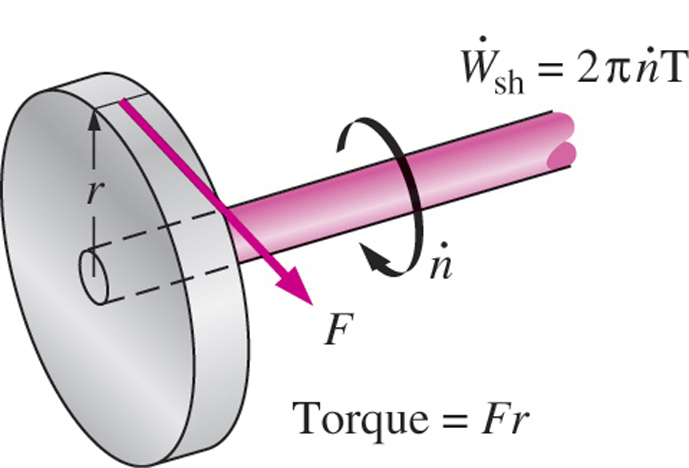 Ẇsh = 2πṅT
r
ṅ
F
Torque = Fr